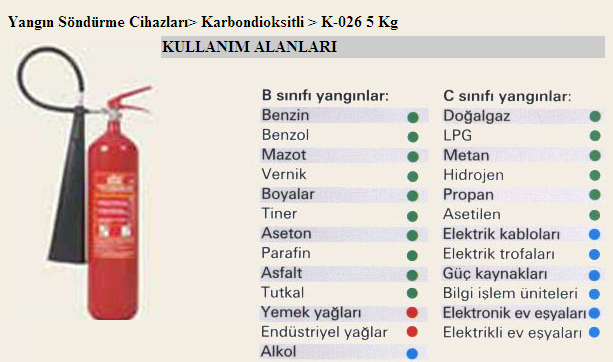 Yangın Söndürme Cihazları> Karbondioksitli > K-026 5 Kg
KULLANIM ALANLARI
B sınıfı yangınlar:
Benzin
Benzol
Mazot
Vernik
Boyalar
Tiner
Aseton
Parafin
Asfalt
Tutkal
Yemek yağları
Endüstriyel yağlar
Alkol
C sınıfı yangınlar:
Doğalgaz
LPG
Metan
Hidrojen
Propan
Asetilen
Elektrik kabloları
Elektrik trofaları
Güç kaynakları
Bilgi işlem üniteleri
Elektronik ev eşyaları
Elektrikli ev eşyaları